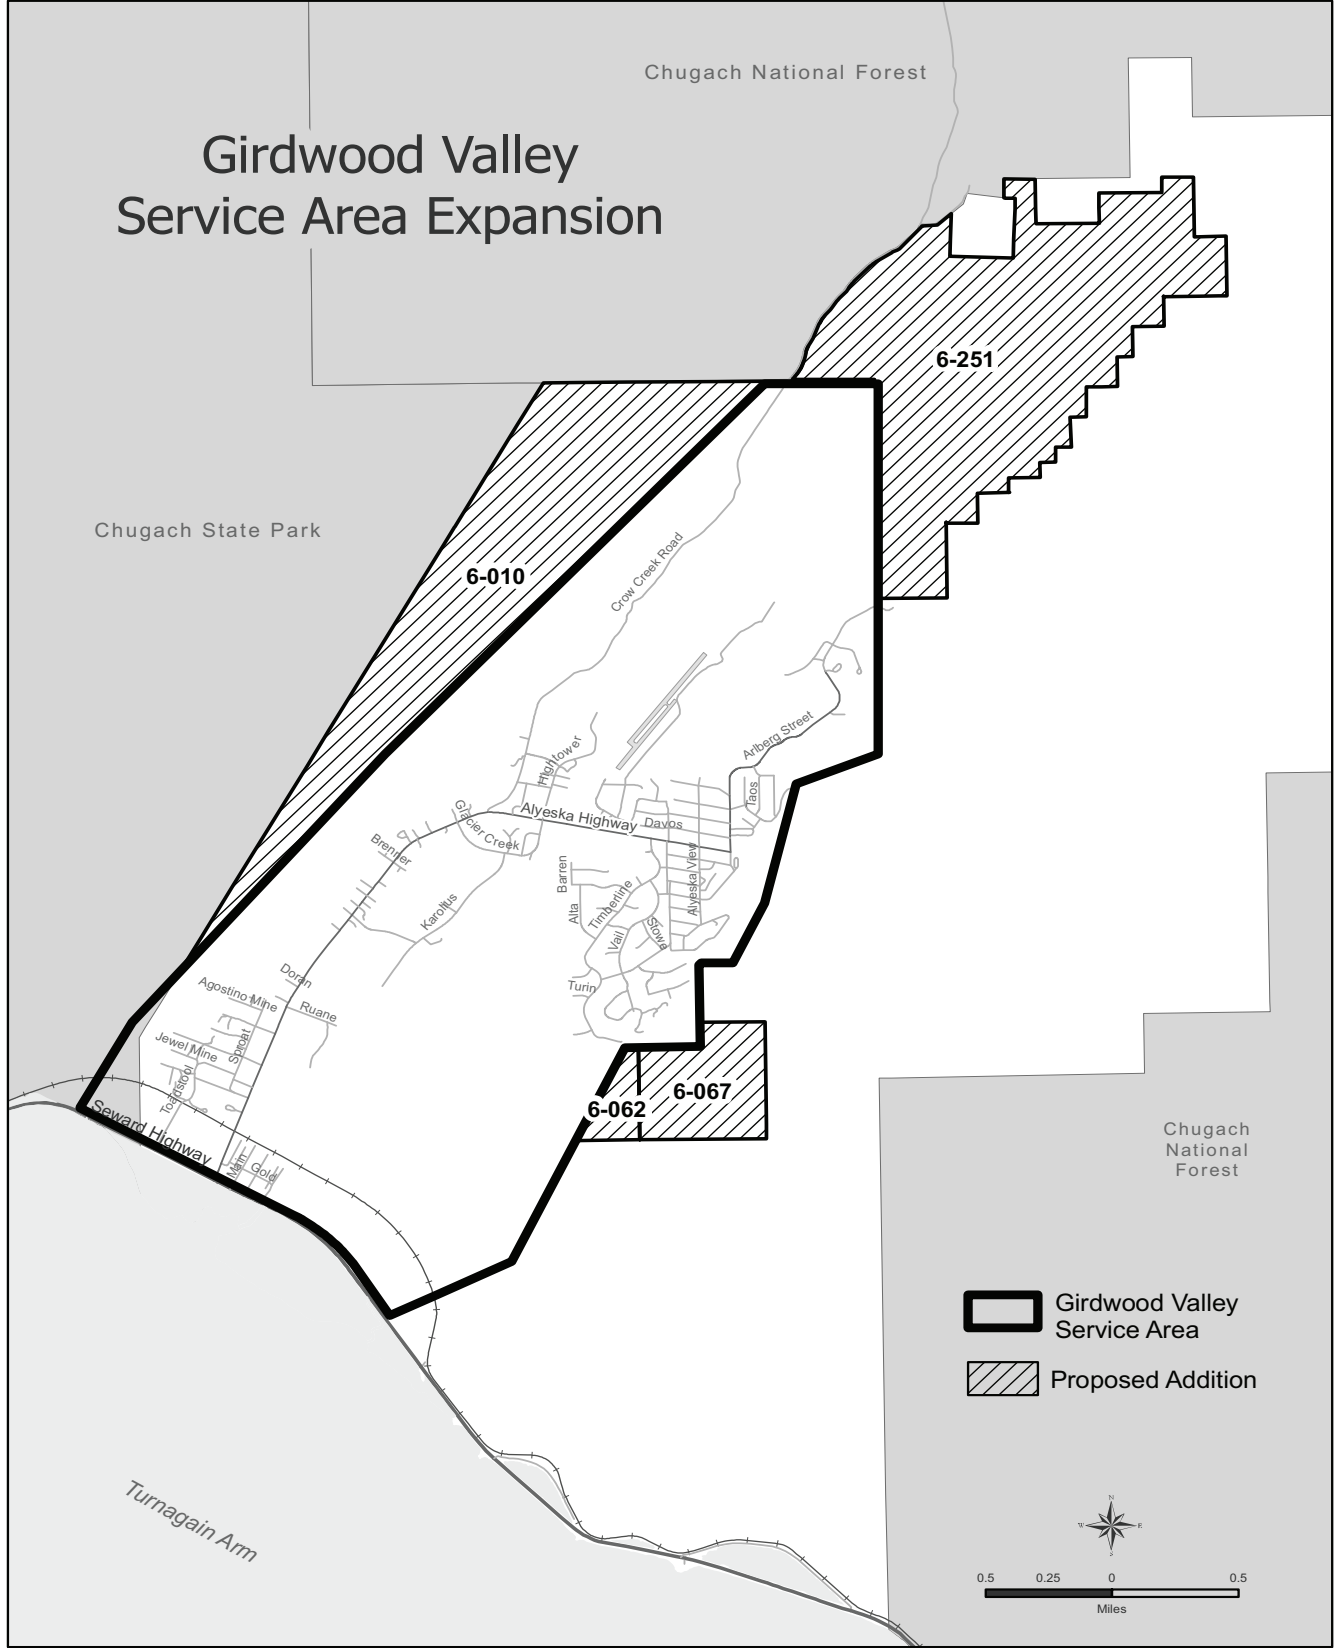 Chugach National Forest
Girdwood Valley
Service Area Expansion
6-251
Chugach State Park
6-010
Crow Creek Road
Arlberg Street
Hightower
Taos
Glacier Creek
Alyeska Highway
Davos
Brenner
Barren
Alyeska View
Timberline
Karolius
Alta
Stowe
Vail
Doran
Turin
Agostino Mine
Ruane
Jewel Mine
Sproat
Toadstool
6-062
6-067
Seward Highway
Main
Gold
Chugach
National
Forest
Girdwood Valley
Service Area
Proposed Addition
Turnagain Arm
N
W
E
S
0.5
0.25
0
0.5
Miles